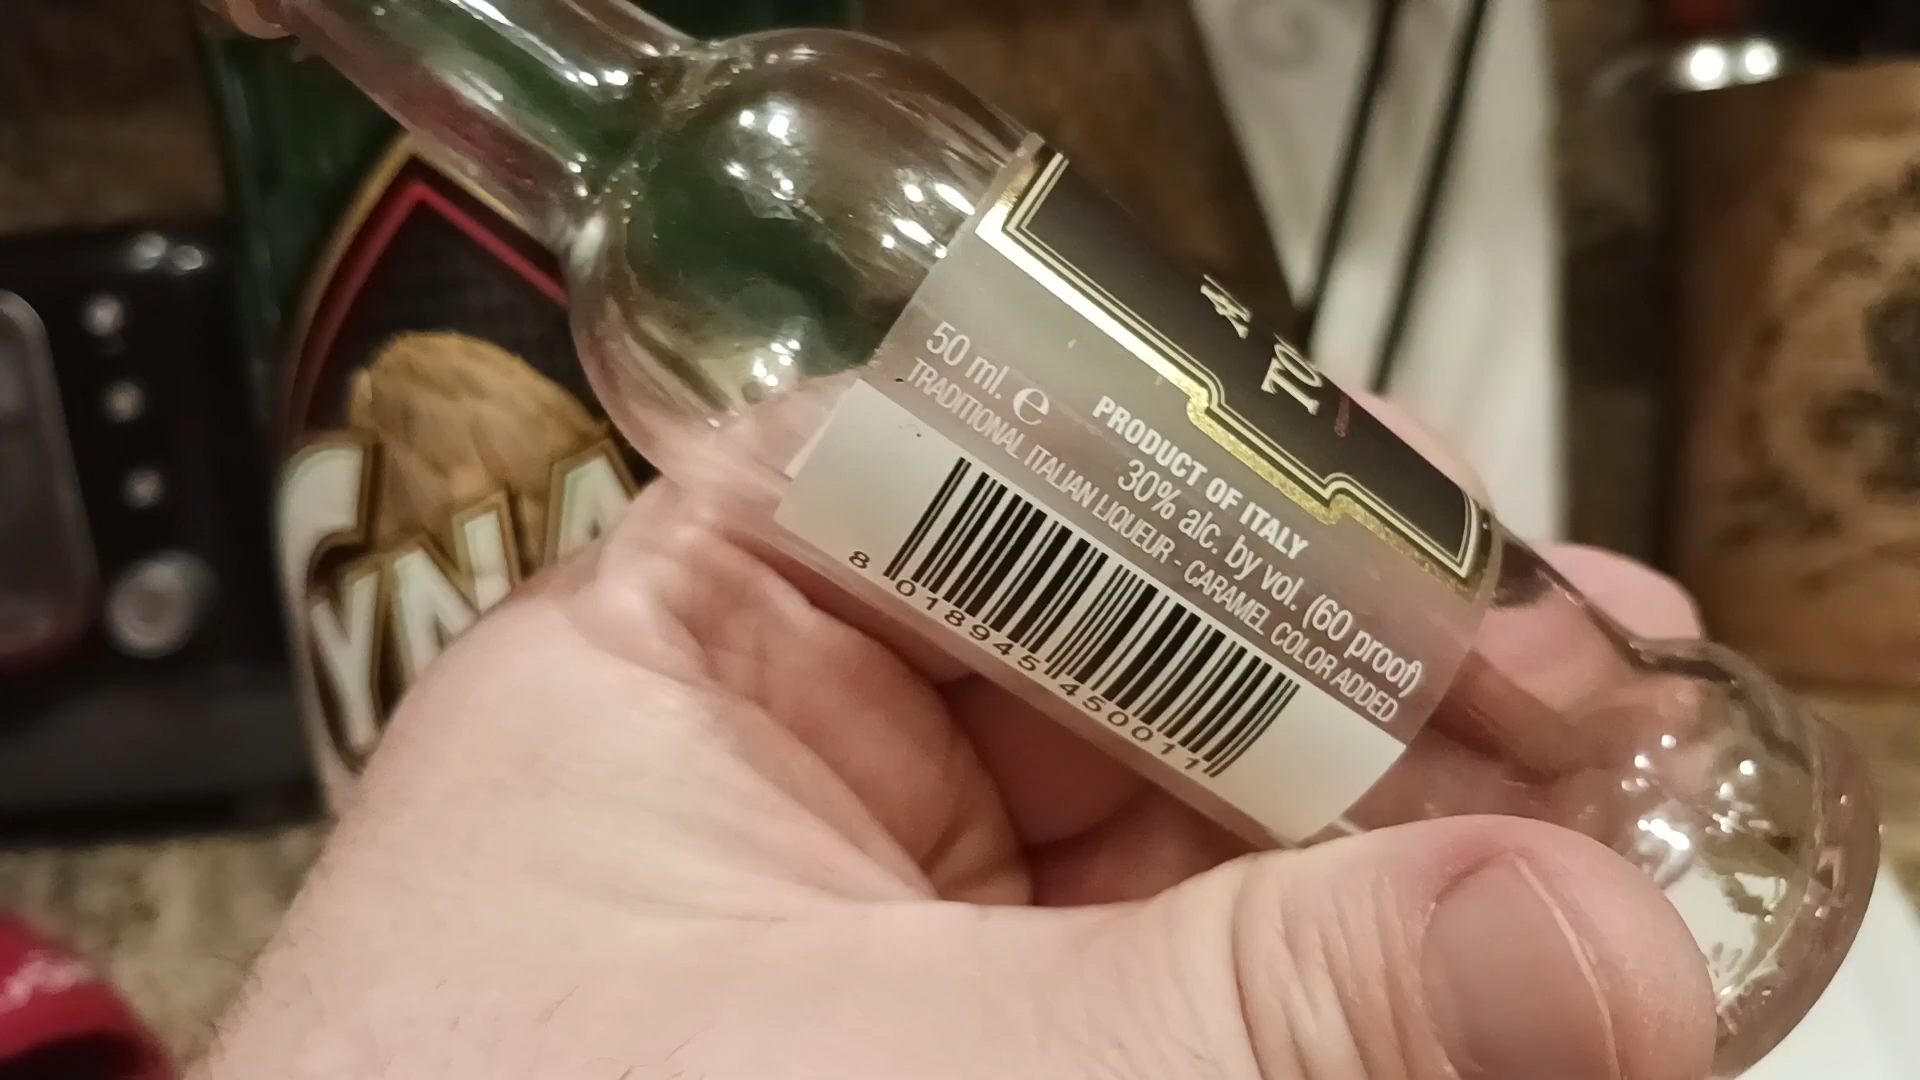 50 ml. ℮
PRODUCT OF ITALY
30% alc. by vol. (60 proof)
TRADITIONAL ITALIAN LIQUEUR - CARAMEL COLOR ADDED
8 018945 450011
YNA